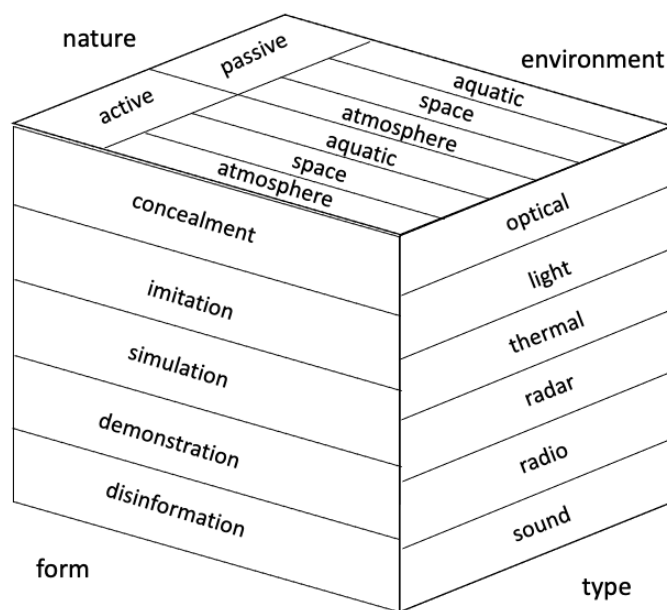 nature
environment
passive
active
aquatic
space
atmosphere
aquatic
space
atmosphere
concealment
imitation
simulation
demonstration
disinformation
optical
light
thermal
radar
radio
sound
form
type